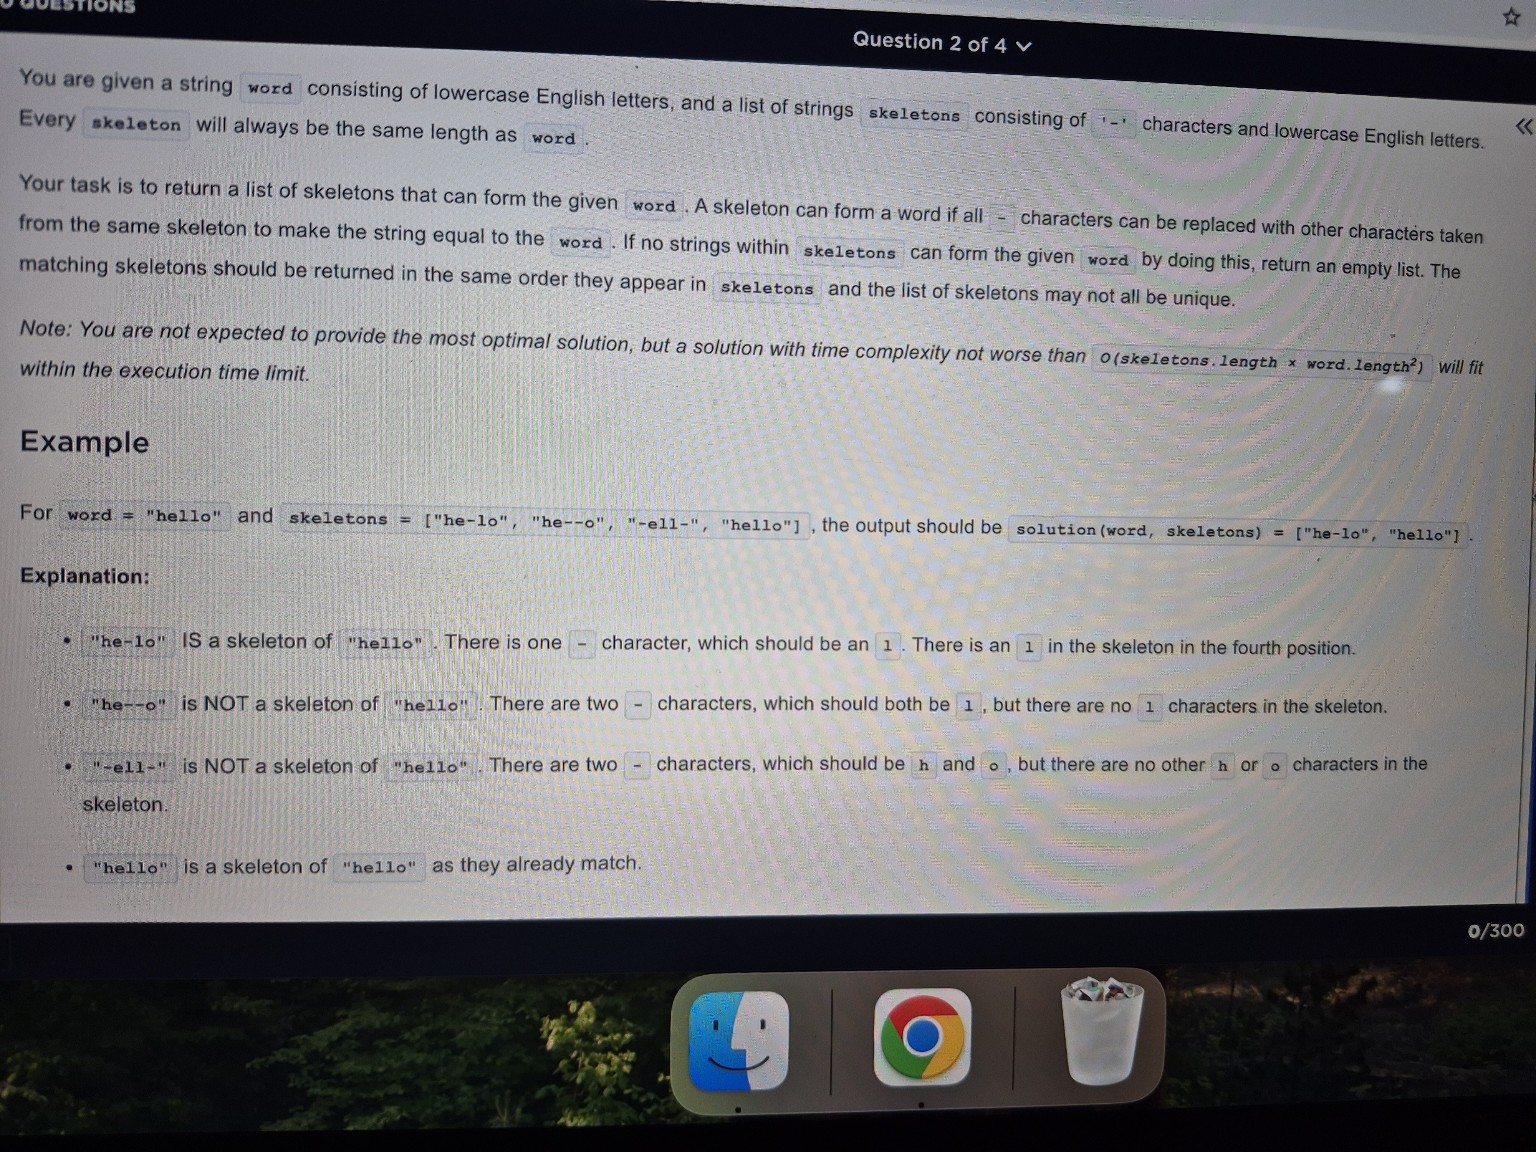 QUESTIONS
Question 2 of 4
You are given a string word consisting of lowercase English letters, and a list of strings skeletons consisting of '-' characters and lowercase English letters.
Every skeleton will always be the same length as word .
Your task is to return a list of skeletons that can form the given word . A skeleton can form a word if all - characters can be replaced with other characters taken
from the same skeleton to make the string equal to the word . If no strings within skeletons can form the given word by doing this, return an empty list. The
matching skeletons should be returned in the same order they appear in skeletons and the list of skeletons may not all be unique.
Note: You are not expected to provide the most optimal solution, but a solution with time complexity not worse than O(skeletons.length × word.length²) will fit
within the execution time limit.
Example
For word = "hello" and skeletons = ["he-lo", "he--o", "-ell-", "hello"] , the output should be solution(word, skeletons) = ["he-lo", "hello"] .
Explanation:
• "he-lo" IS a skeleton of "hello" . There is one - character, which should be an l . There is an l in the skeleton in the fourth position.
• "he--o" is NOT a skeleton of "hello" . There are two - characters, which should both be l , but there are no l characters in the skeleton.
• "-ell-" is NOT a skeleton of "hello" . There are two - characters, which should be h and o , but there are no other h or o characters in the
skeleton.
• "hello" is a skeleton of "hello" as they already match.
0/300